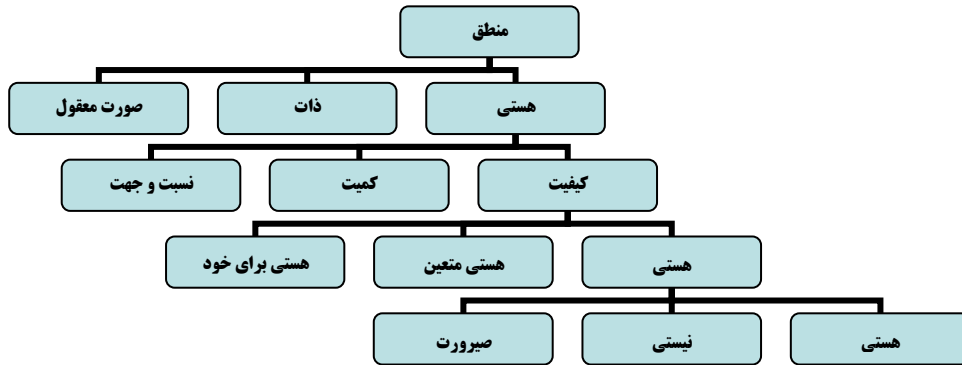 منطق
هستی
ذات
صورت معقول
کیفیت
کمیت
نسبت و جهت
هستی
هستی متعین
هستی برای خود
هستی
نیستی
صیرورت